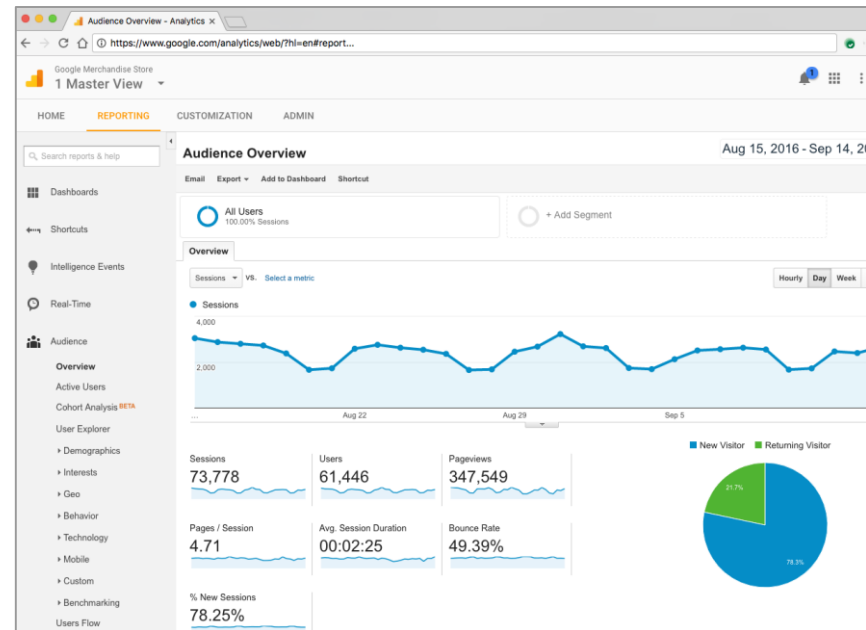 Audience Overview - Analytics ×
https://www.google.com/analytics/web/?hl=en#report...
Google Merchandise Store
1 Master View
1
HOME REPORTING CUSTOMIZATION ADMIN
Search reports & help
Dashboards
Shortcuts
Intelligence Events
Real-Time
Audience
Overview
Active Users
Cohort Analysis BETA
User Explorer
Demographics
Interests
Geo
Behavior
Technology
Mobile
Custom
Benchmarking
Users Flow
Audience Overview
Aug 15, 2016 - Sep 14, 20
Email Export Add to Dashboard Shortcut
All Users
100.00% Sessions
+ Add Segment
Overview
Sessions VS. Select a metric
Hourly Day Week
Sessions
4,000
2,000
... Aug 22 Aug 29 Sep 5
Sessions
73,778
Users
61,446
Pageviews
347,549
Pages / Session
4.71
Avg. Session Duration
00:02:25
Bounce Rate
49.39%
% New Sessions
78.25%
New Visitor Returning Visitor
21.7%
78.3%